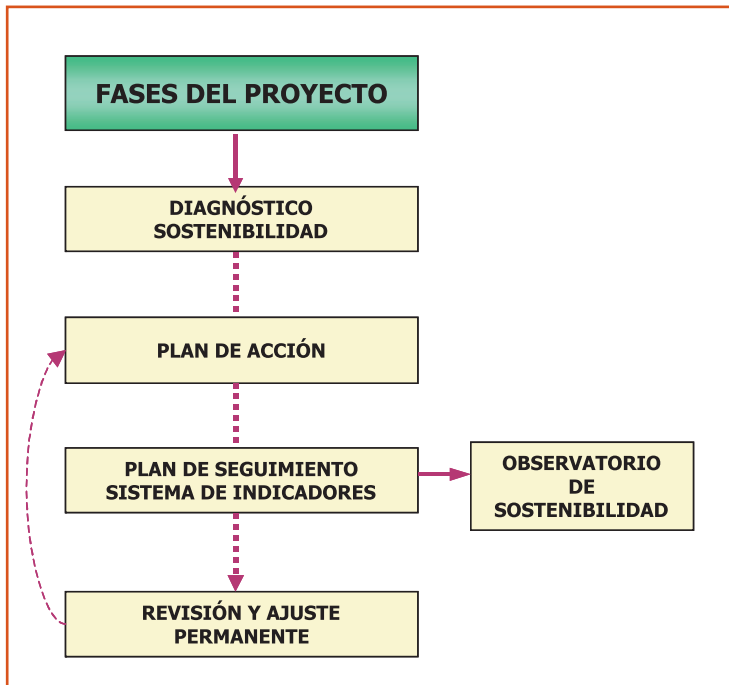 FASES DEL PROYECTO
DIAGNÓSTICO
SOSTENIBILIDAD
PLAN DE ACCIÓN
PLAN DE SEGUIMIENTO
SISTEMA DE INDICADORES
OBSERVATORIO
DE
SOSTENIBILIDAD
REVISIÓN Y AJUSTE
PERMANENTE